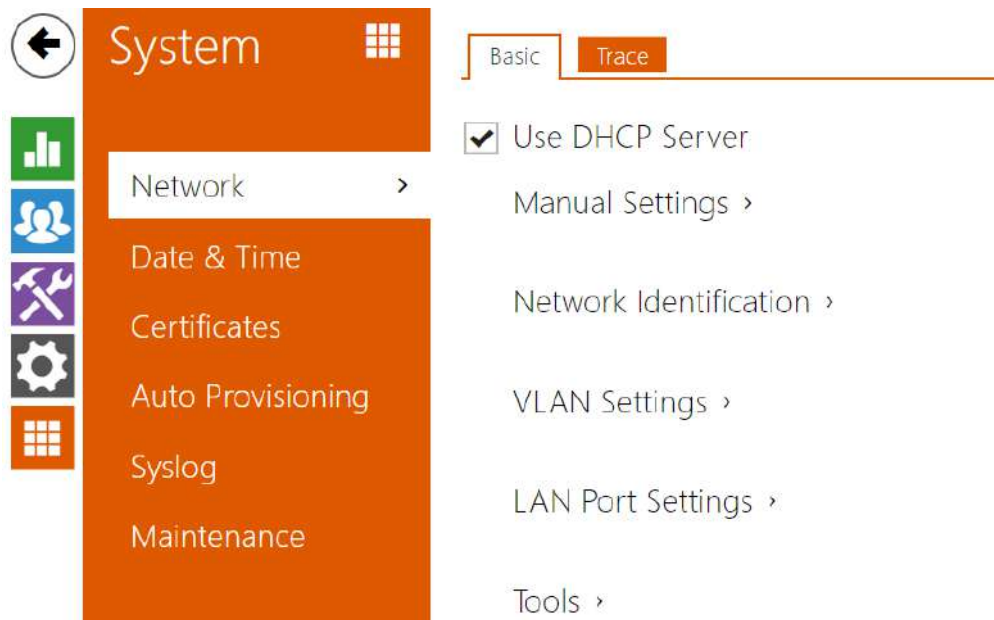 System
Network
Date & Time
Certificates
Auto Provisioning
Syslog
Maintenance
Basic
Trace
Use DHCP Server
Manual Settings ›
Network Identification ›
VLAN Settings ›
LAN Port Settings ›
Tools ›